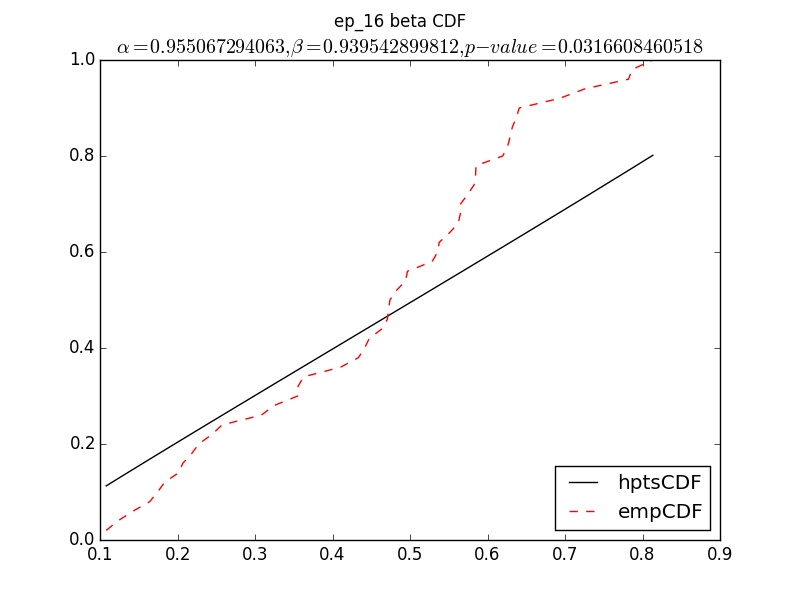 ep_16 beta CDF
α=0.955067294063,β=0.939542899812,p−value=0.0316608460518
1.0
0.8
0.6
0.4
0.2
0.0
0.1 0.2 0.3 0.4 0.5 0.6 0.7 0.8 0.9
hptsCDF
empCDF